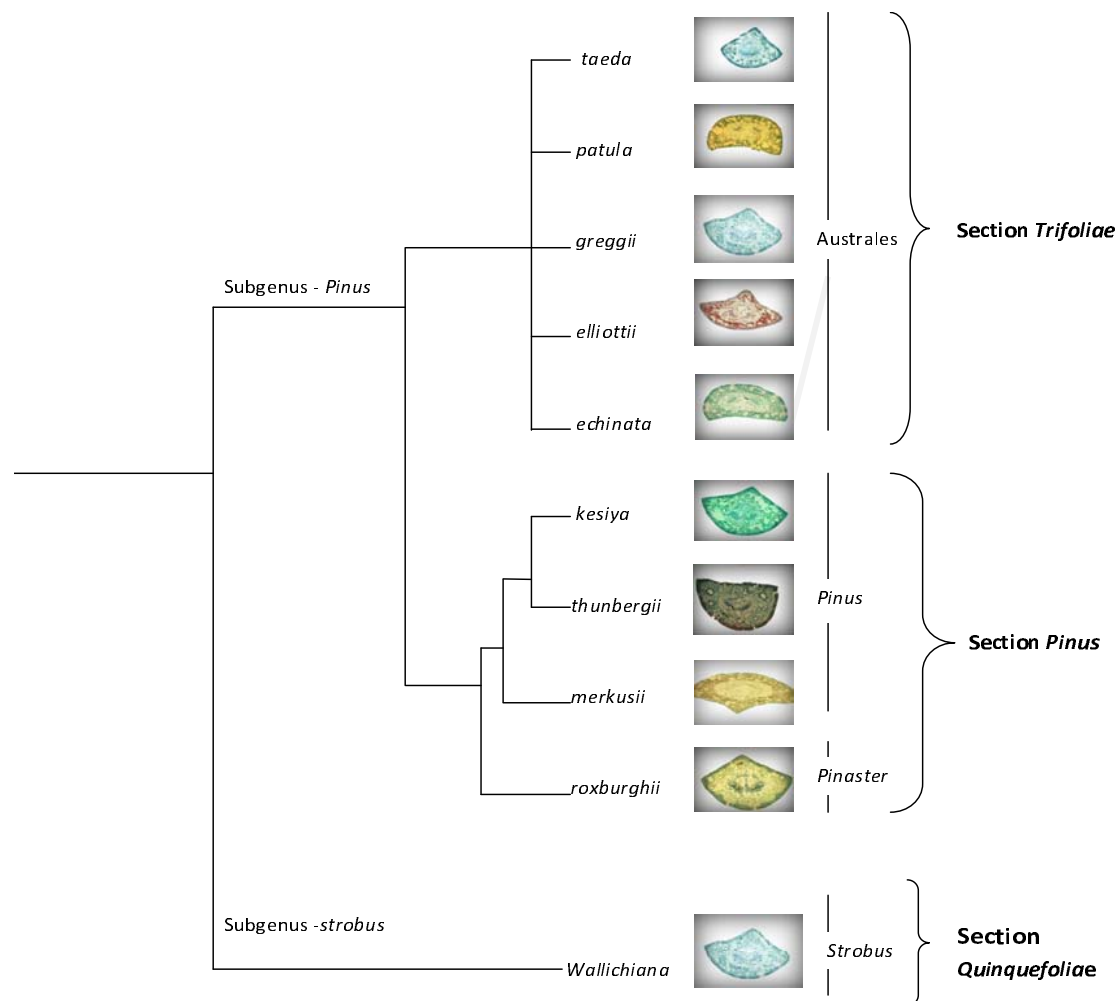 taeda
patula
greggii
Australes
Section Trifoliae
Subgenus - Pinus
elliottii
echinata
kesiya
thunbergii
Pinus
Section Pinus
merkusii
roxburghii
Pinaster
Subgenus -strobus
Wallichiana
Strobus
Section
Quinquefoliae